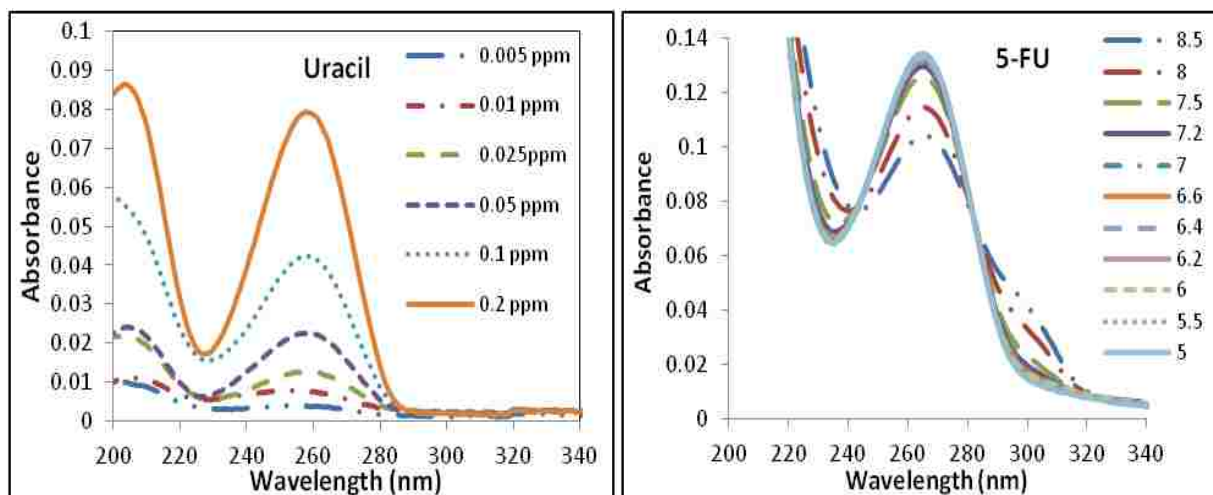 Uracil
Absorbance
0.1
0.09
0.08
0.07
0.06
0.05
0.04
0.03
0.02
0.01
0
200 220 240 260 280 300 320 340
Wavelength (nm)
0.005 ppm
0.01 ppm
0.025ppm
0.05 ppm
0.1 ppm
0.2 ppm
5-FU
Absorbance
0.14
0.12
0.1
0.08
0.06
0.04
0.02
0
200 220 240 260 280 300 320 340
Wavelength (nm)
8.5
8
7.5
7.2
7
6.6
6.4
6.2
6
5.5
5